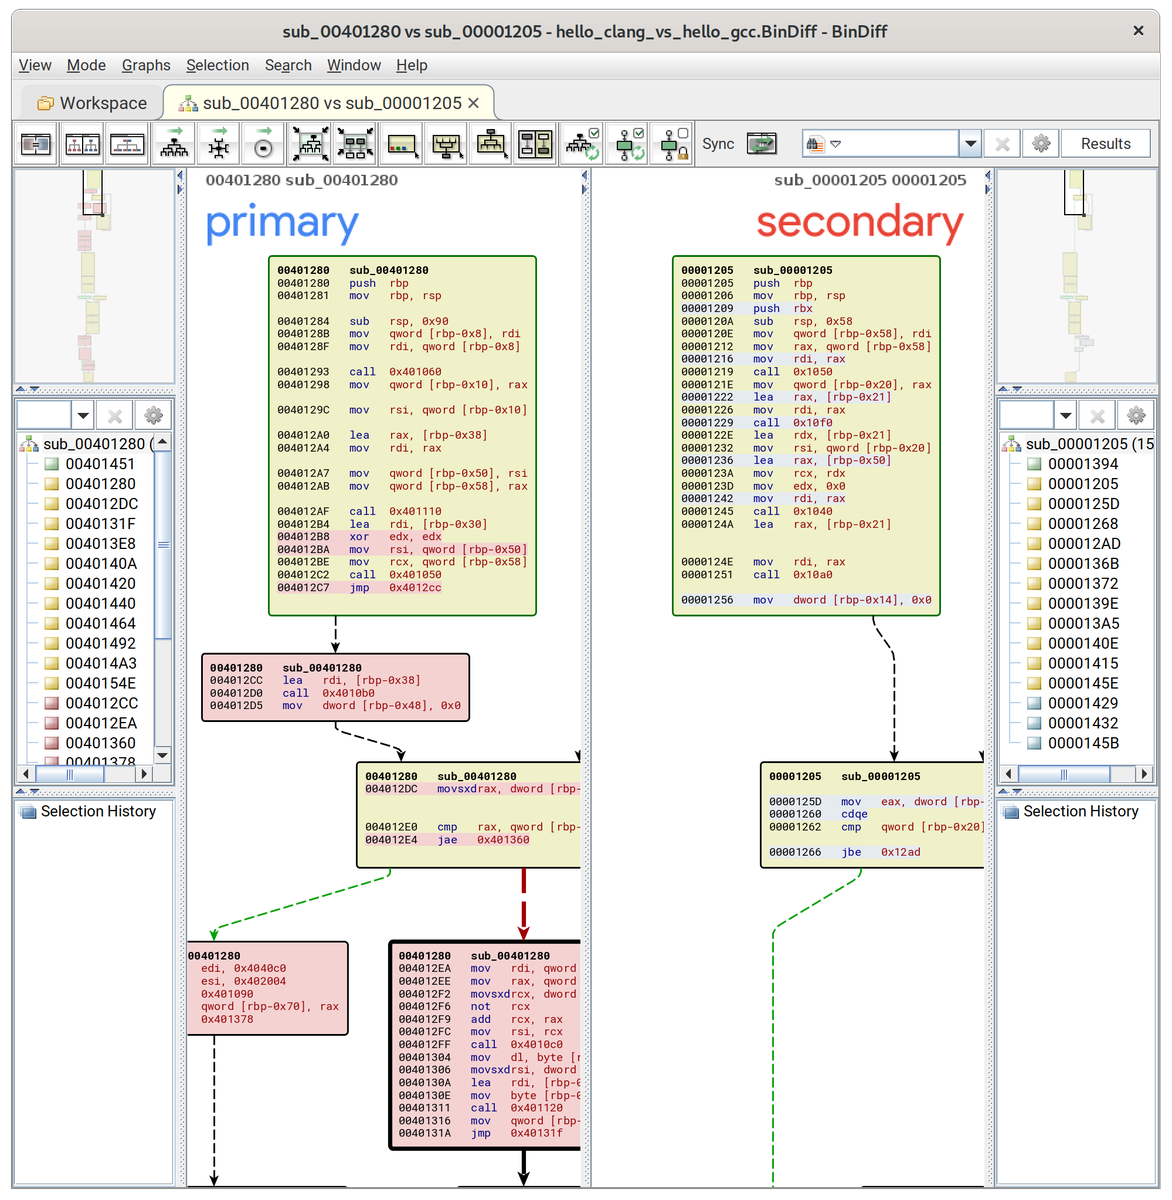 sub_00401280 vs sub_00001205 - hello_clang_vs_hello_gcc.BinDiff - BinDiff
View Mode Graphs Selection Search Window Help
Workspace
sub_00401280 vs sub_00001205
Sync
Results
00401280 sub_00401280
primary
00401280 sub_00401280
00401280 push rbp
00401281 mov rbp, rsp
00401284 sub rsp, 0x90
0040128B mov qword [rbp-0x8], rdi
0040128F mov rdi, qword [rbp-0x8]
00401293 call 0x401060
00401298 mov qword [rbp-0x10], rax
0040129C mov rsi, qword [rbp-0x10]
004012A0 lea rax, [rbp-0x38]
004012A4 mov rdi, rax
004012A7 mov qword [rbp-0x50], rsi
004012AB mov qword [rbp-0x58], rax
004012AF call 0x401110
004012B4 lea rdi, [rbp-0x30]
004012B8 xor edx, edx
004012BA mov rsi, qword [rbp-0x50]
004012BE mov rcx, qword [rbp-0x58]
004012C2 call 0x401050
004012C7 jmp 0x4012cc
00401280 sub_00401280
004012CC lea rdi, [rbp-0x38]
004012D0 call 0x4010b0
004012D5 mov dword [rbp-0x48], 0x0
00401280 sub_00401280
004012DC movsxd rax, dword [rbp-
004012E0 cmp rax, qword [rbp-
004012E4 jae 0x401360
00401280
edi, 0x4040c0
esi, 0x402004
0x401090
qword [rbp-0x70], rax
0x401378
00401280 sub_00401280
004012EA mov rdi, qword
004012EE mov rax, qword
004012F2 movsxd rcx, dword
004012F6 not rcx
004012F9 add rcx, rax
004012FC mov rsi, rcx
004012FF call 0x4010c0
00401304 mov dl, byte [r
00401306 movsxd rsi, dword
0040130A lea rdi, [rbp-0
0040130E mov byte [rbp-0
00401311 call 0x401120
00401316 mov qword [rbp-
0040131A jmp 0x40131f
sub_00001205 00001205
secondary
00001205 sub_00001205
00001205 push rbp
00001206 mov rbp, rsp
00001209 push rbx
0000120A sub rsp, 0x58
0000120E mov qword [rbp-0x58], rdi
00001212 mov rax, qword [rbp-0x58]
00001216 mov rdi, rax
00001219 call 0x1050
0000121E mov qword [rbp-0x20], rax
00001222 lea rax, [rbp-0x21]
00001226 mov rdi, rax
00001229 call 0x10f0
0000122E lea rdx, [rbp-0x21]
00001232 mov rsi, qword [rbp-0x20]
00001236 lea rax, [rbp-0x50]
0000123A mov rcx, rdx
0000123D mov edx, 0x0
00001242 mov rdi, rax
00001245 call 0x1040
0000124A lea rax, [rbp-0x21]
0000124E mov rdi, rax
00001251 call 0x10a0
00001256 mov dword [rbp-0x14], 0x0
00001205 sub_00001205
0000125D mov eax, dword [rbp-
00001260 cdqe
00001262 cmp qword [rbp-0x20]
00001266 jbe 0x12ad
sub_00401280 (
00401451
00401280
004012DC
0040131F
004013E8
0040140A
00401420
00401440
00401464
00401492
004014A3
0040154E
004012CC
004012EA
00401360
00401378
Selection History
sub_00001205 (15
00001394
00001205
0000125D
00001268
000012AD
0000136B
00001372
0000139E
000013A5
0000140E
00001415
0000145E
00001429
00001432
0000145B
Selection History